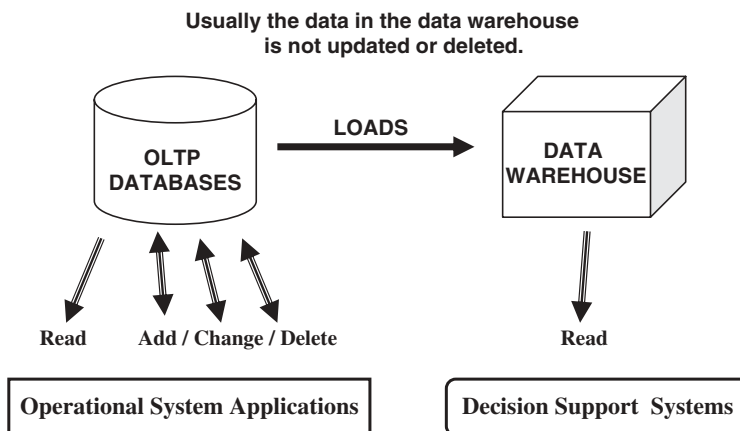 Usually the data in the data warehouse
is not updated or deleted.
LOADS
OLTP
DATABASES
DATA
WAREHOUSE
Read
Add / Change / Delete
Read
Operational System Applications
Decision Support Systems